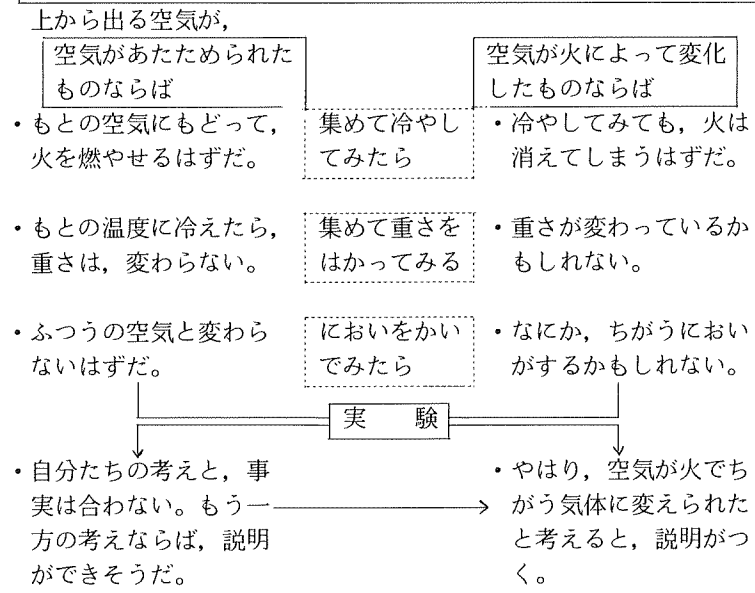 上から出る空気が，
空気があたためられた
ものならば
空気が火によって変化
したものならば
・もとの空気にもどって，
火を燃やせるはずだ。
集めて冷やし
てみたら
・冷やしてみても，火は
消えてしまうはずだ。
・もとの温度に冷えたら，
重さは，変わらない。
集めて重さを
はかってみる
・重さが変わっているか
もしれない。
・ふつうの空気と変わら
ないはずだ。
においをかい
でみたら
・なにか，ちがうにおい
がするかもしれない。
実　験
・自分たちの考えと，事
実は合わない。もう一
方の考えならば，説明
ができそうだ。
・やはり，空気が火でち
がう気体に変えられた
と考えると，説明がつ
く。